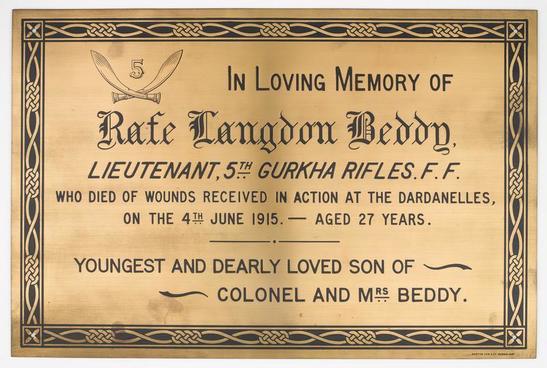 5
IN LOVING MEMORY OF
Rafe Langdon Beddy,
LIEUTENANT, 5TH GURKHA RIFLES. F. F.
WHO DIED OF WOUNDS RECEIVED IN ACTION AT THE DARDANELLES,
ON THE 4TH JUNE 1915. — AGED 27 YEARS.
YOUNGEST AND DEARLY LOVED SON OF
COLONEL AND MRS BEDDY.